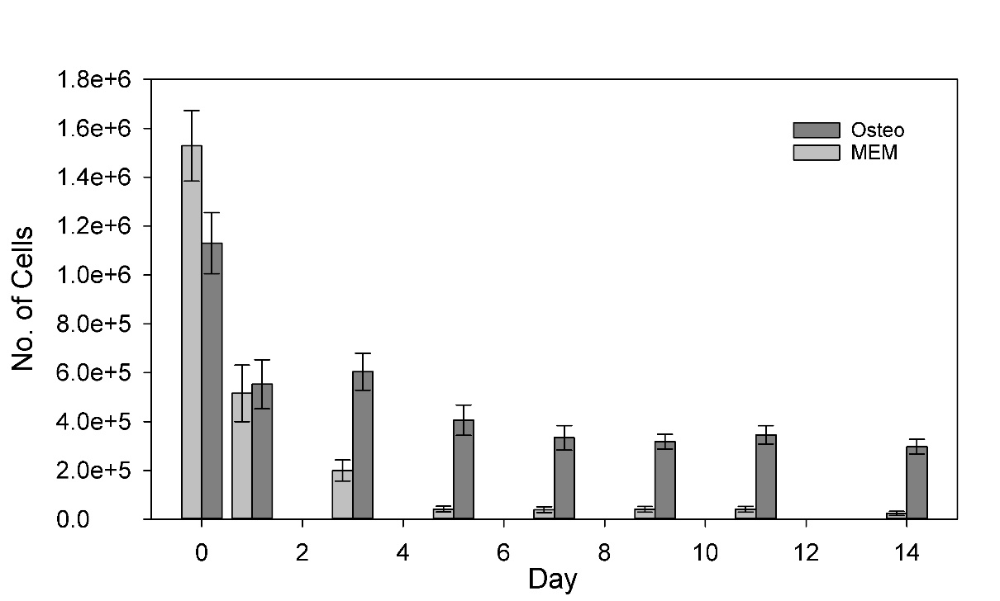 1.8e+6
1.6e+6
1.4e+6
1.2e+6
1.0e+6
8.0e+5
6.0e+5
4.0e+5
2.0e+5
0.0
No. of Cells
Osteo
MEM
0 2 4 6 8 10 12 14
Day